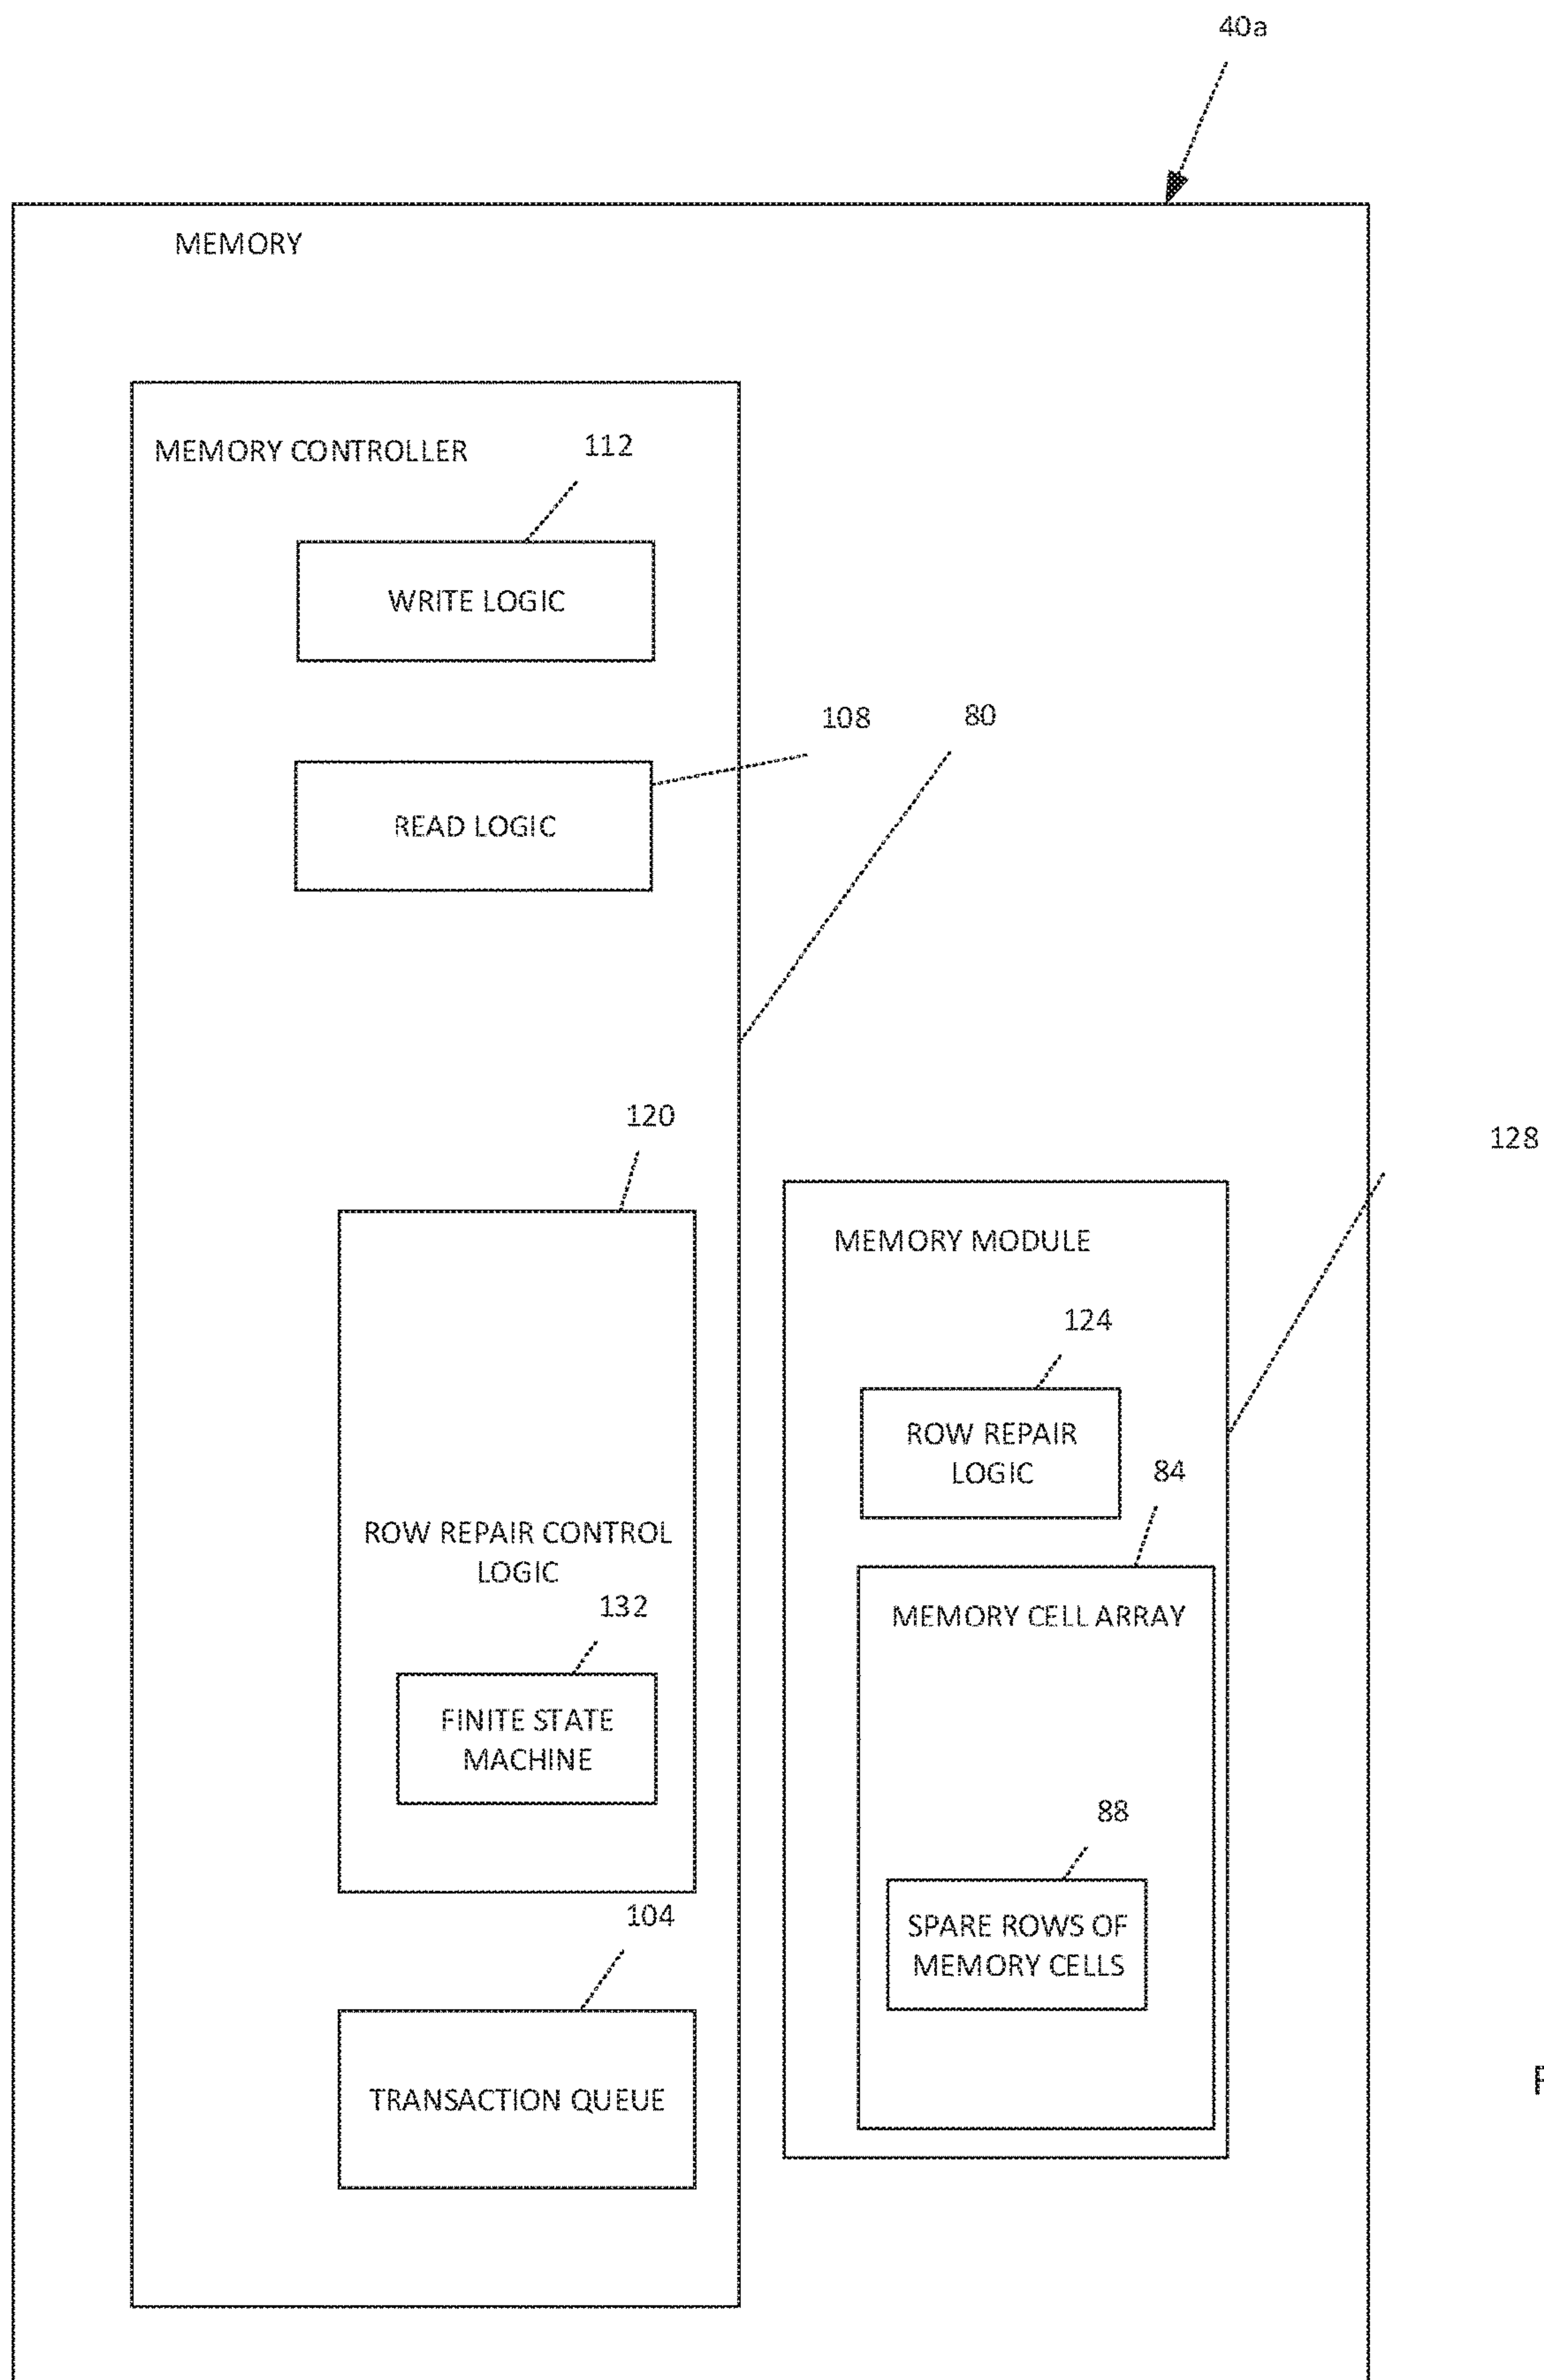 40a
MEMORY
MEMORY CONTROLLER
112
WRITE LOGIC
108
80
READ LOGIC
120
128
MEMORY MODULE
124
ROW REPAIR
LOGIC
84
ROW REPAIR CONTROL
LOGIC
132
MEMORY CELL ARRAY
FINITE STATE
MACHINE
88
104
SPARE ROWS OF
MEMORY CELLS
TRANSACTION QUEUE